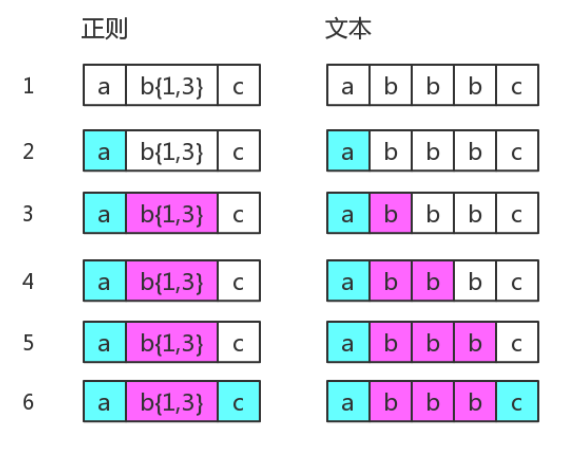 正则 文本
1 a b{1,3} c a b b b c
2 a b{1,3} c a b b b c
3 a b{1,3} c a b b b c
4 a b{1,3} c a b b b c
5 a b{1,3} c a b b b c
6 a b{1,3} c a b b b c